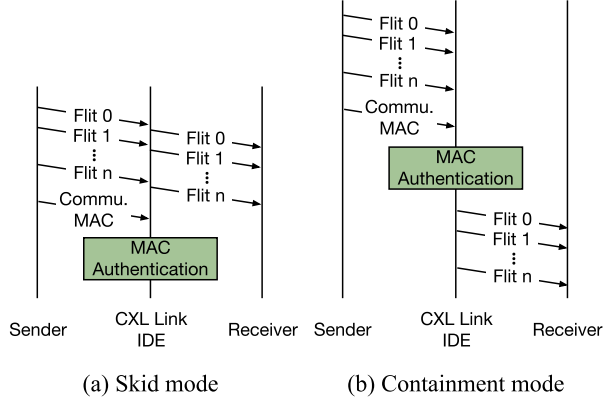 Flit 0
Flit 1
⋮
Flit n
Commu.
MAC
Flit 0
Flit 1
⋮
Flit n
MAC
Authentication
Sender
CXL Link
IDE
Receiver
(a) Skid mode
Flit 0
Flit 1
⋮
Flit n
Commu.
MAC
MAC
Authentication
Flit 0
Flit 1
⋮
Flit n
Sender
CXL Link
IDE
Receiver
(b) Containment mode